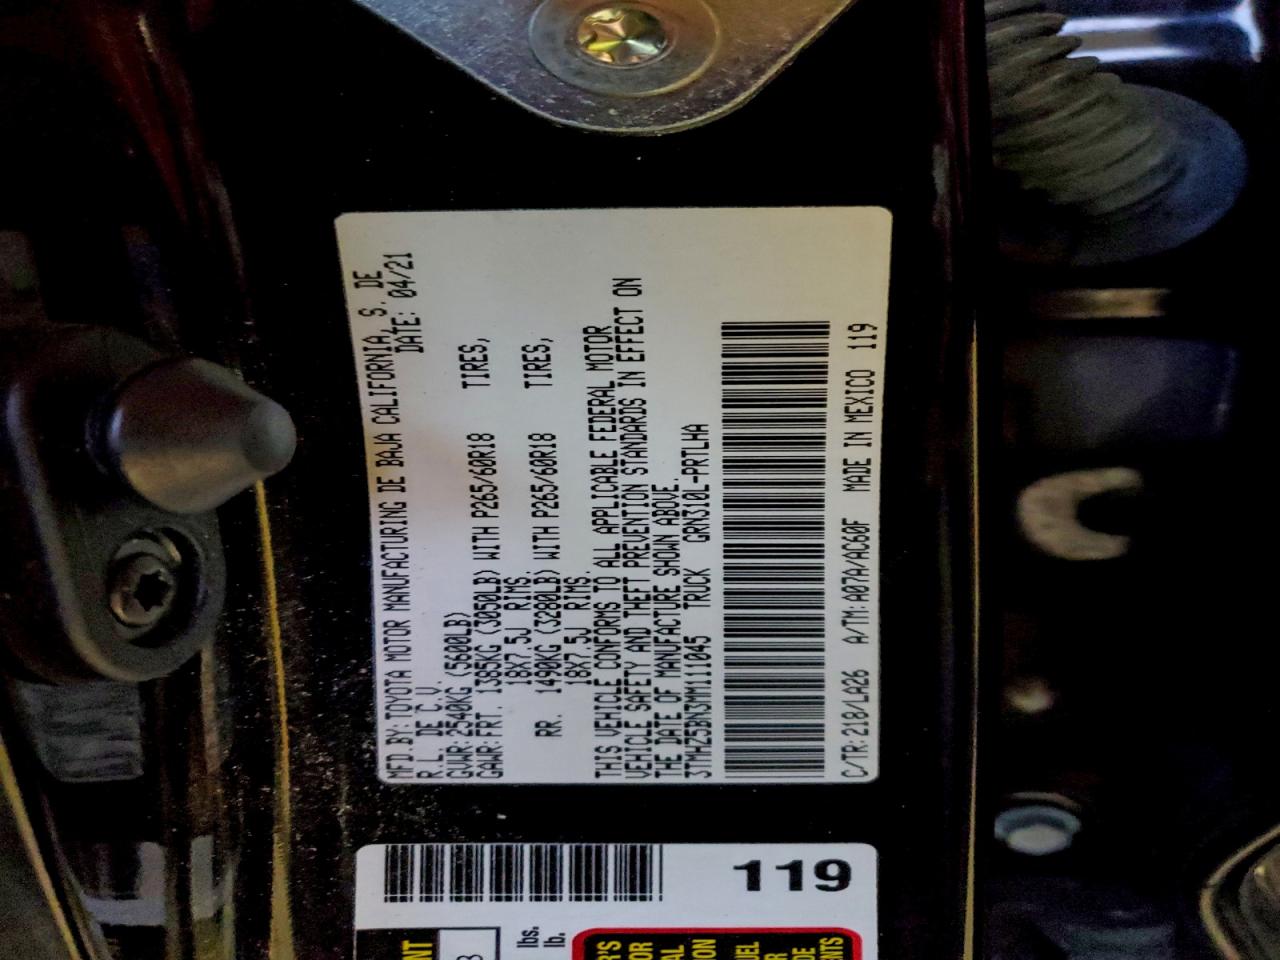 MFD.BY:TOYOTA MOTOR MANUFACTURING DE BAJA CALIFORNIA, S. DE
R.L. DE C.V. DATE: 04/21
GVWR:2540KG (5600LB)
GAWR:FRT. 1385KG (3050LB) WITH P265/60R18 TIRES,
18X7.5J RIMS.
RR. 1490KG (3280LB) WITH P265/60R18 TIRES,
18X7.5J RIMS.
THIS VEHICLE CONFORMS TO ALL APPLICABLE FEDERAL MOTOR
VEHICLE SAFETY AND THEFT PREVENTION STANDARDS IN EFFECT ON
THE DATE OF MANUFACTURE SHOWN ABOVE.
3TMHZ5BN3MM111045 TRUCK GRN310L-PRTLHA
C/TR:218/LA26 A/TM:A07A/AC60F MADE IN MEXICO 119
119
lbs.
lb.